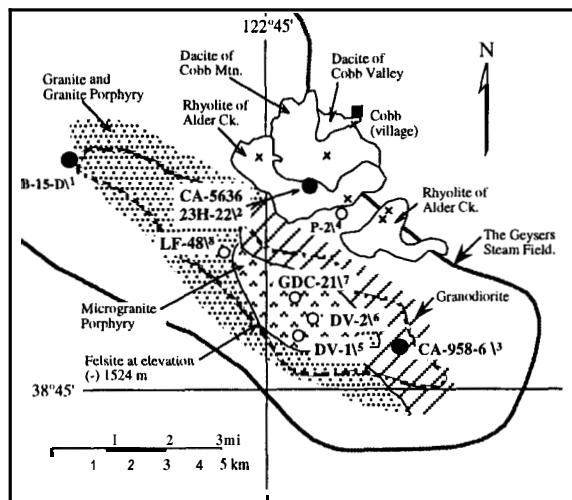 122°45'
Dacite of
Cobb Mtn.
Dacite of
Cobb Valley
N
Granite and
Granite Porphyry
Rhyolite of
Alder Ck.
Cobb
(village)
B-15-D\1
CA-5636
23H-22\2
P-2\4
Rhyolite of
Alder Ck.
LF-48\8
The Geysers
Steam Field.
GDC-21\7
Microgranite
Porphyry
DV-2\6
Granodiorite
Felsite at elevation
(-) 1524 m
DV-1\5
CA-958-6 \3
38°45'
1 2 3mi
1 2 3 4 5 km